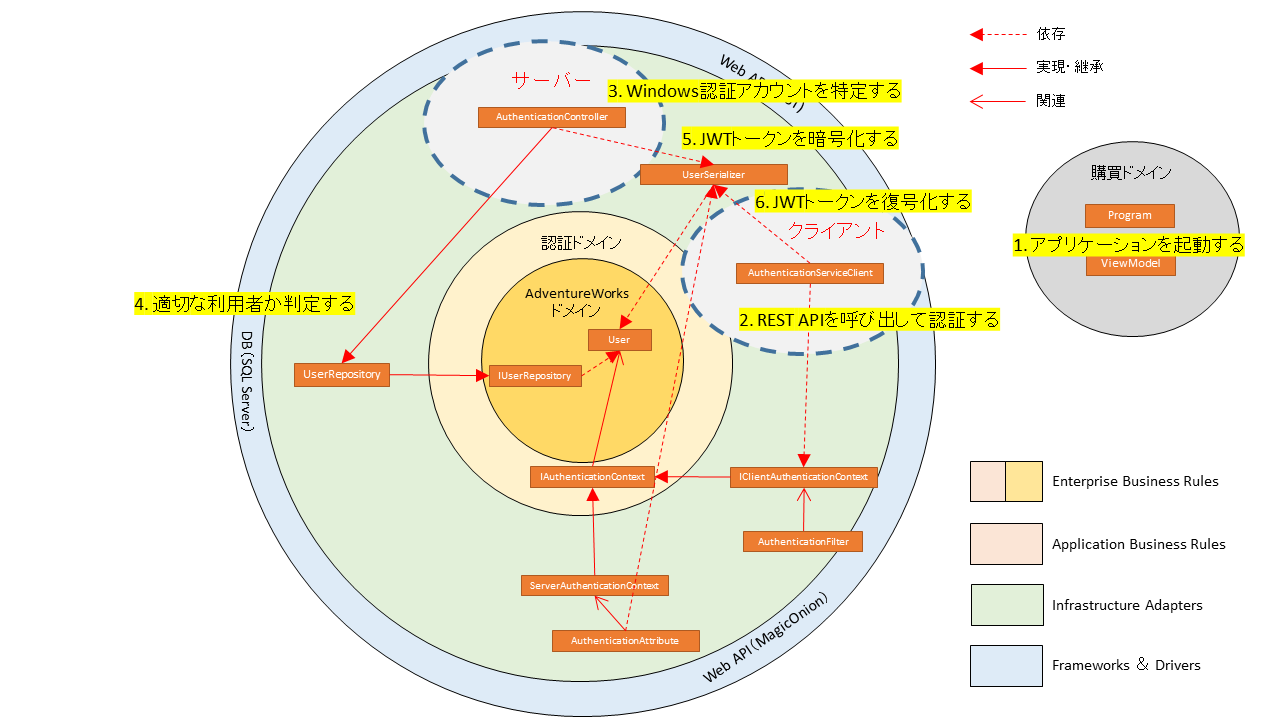 依存
実現・継承
関連
サーバー
Web API
3. Windows認証アカウントを特定する
AuthenticationController
5. JWTトークンを暗号化する
UserSerializer
6. JWTトークンを復号化する
クライアント
AuthenticationServiceClient
2. REST APIを呼び出して認証する
購買ドメイン
Program
1. アプリケーションを起動する
ViewModel
認証ドメイン
AdventureWorks
ドメイン
User
IUserRepository
4. 適切な利用者か判定する
UserRepository
DB（SQL Server）
IAuthenticationContext
IClientAuthenticationContext
AuthenticationFilter
ServerAuthenticationContext
AuthenticationAttribute
Web API（MagicOnion）
Enterprise Business Rules
Application Business Rules
Infrastructure Adapters
Frameworks ＆ Drivers